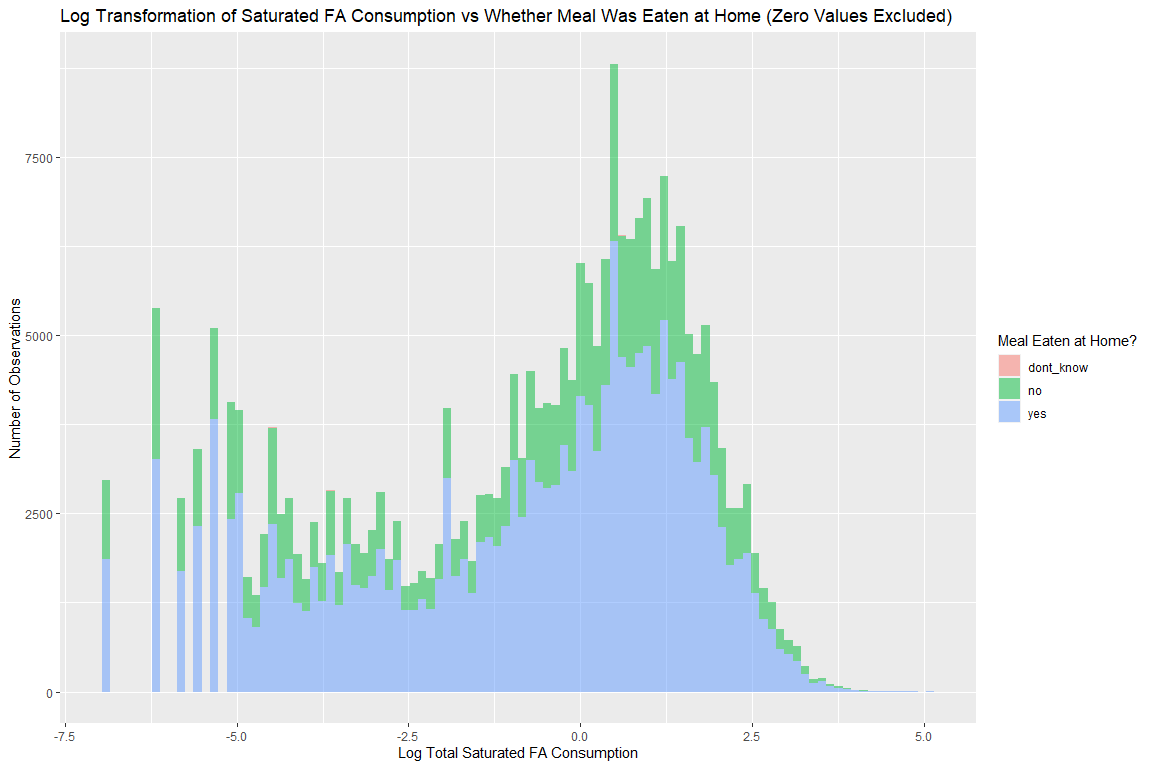 Log Transformation of Saturated FA Consumption vs Whether Meal Was Eaten at Home (Zero Values Excluded)
Number of Observations
7500
5000
2500
0
-7.5
-5.0
-2.5
0.0
2.5
5.0
Log Total Saturated FA Consumption
Meal Eaten at Home?
dont_know
no
yes